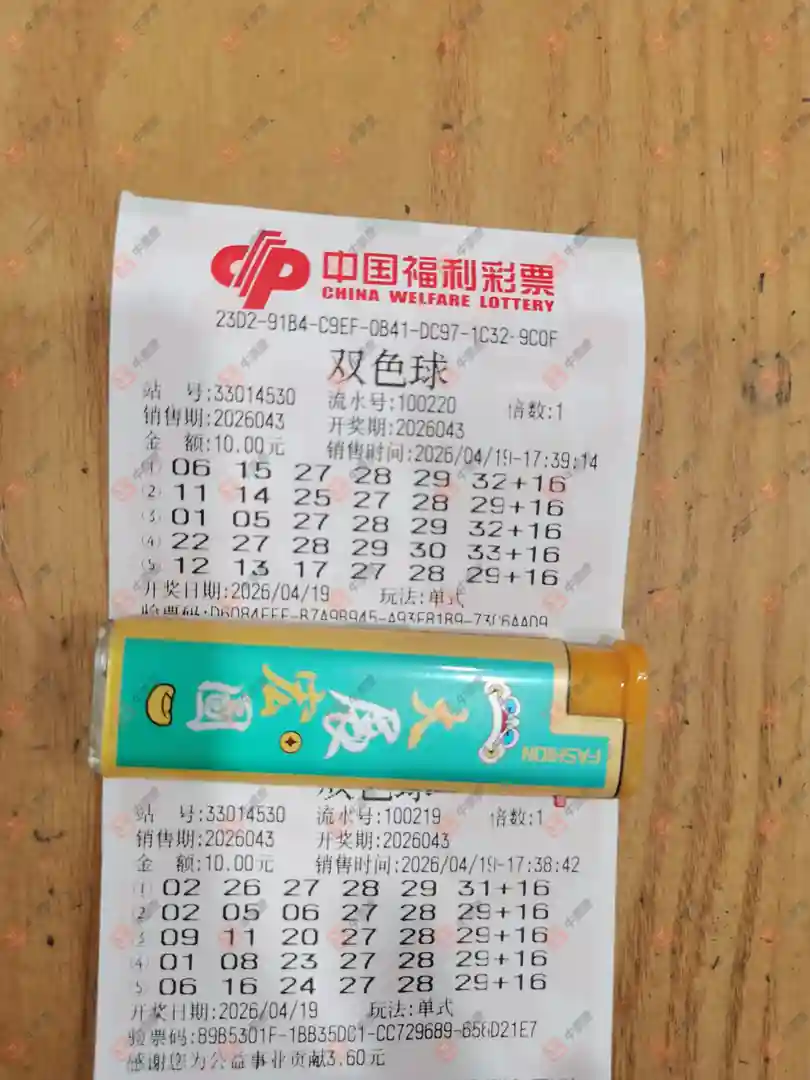 中国福利彩票
CHINA WELFARE LOTTERY
23D2-91B4-C9EF-0B41-DC97-1C32-9C0F
双色球
站 号:33014530 流水号:100220 倍数:1
销售期:2026043 开奖期:2026043
金 额:10.00元 销售时间:2026/04/19-17:39:14
(1) 06 15 27 28 29 32+16
(2) 11 14 25 27 28 29+16
(3) 01 05 27 28 29 32+16
(4) 22 27 28 29 30 33+16
(5) 12 13 17 27 28 29+16
开奖日期:2026/04/19 玩法:单式
验票码:
FASHION
双色球
站 号:33014530 流水号:100219 倍数:1
销售期:2026043 开奖期:2026043
金 额:10.00元 销售时间:2026/04/19-17:38:42
(1) 02 26 27 28 29 31+16
(2) 02 05 06 27 28 29+16
(3) 09 11 20 27 28 29+16
(4) 01 08 23 27 28 29+16
(5) 06 16 24 27 28 29+16
开奖日期:2026/04/19 玩法:单式
验票码:89B5301F-1BB35DC1-CC729689-656D21E7
感谢您为公益事业贡献3.60元